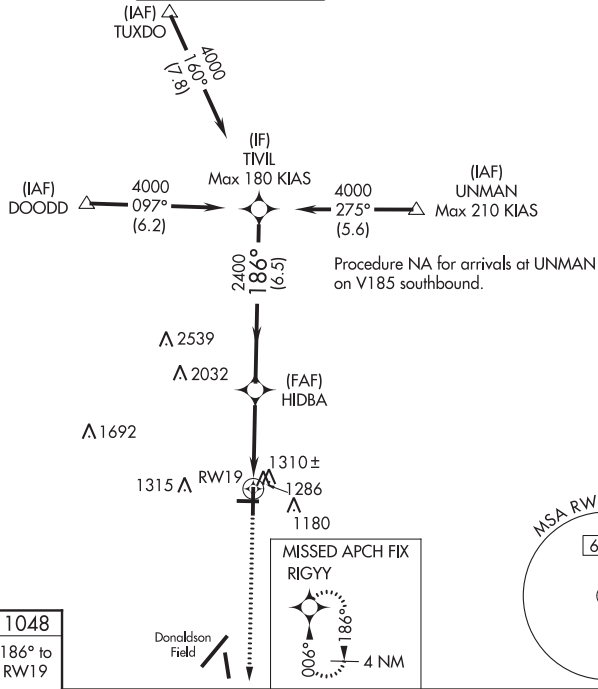 (IAF)
TUXDO
4000
160°
(7.8)
(IF)
TIVIL
Max 180 KIAS
(IAF)
DOODD
4000
097°
(6.2)
4000
275°
(5.6)
(IAF)
UNMAN
Max 210 KIAS
2400
186°
(6.5)
Procedure NA for arrivals at UNMAN
on V185 southbound.
2539
2032
(FAF)
HIDBA
1692
1310±
1315
RW19
1286
1180
MSA RW
6
MISSED APCH FIX
RIGYY
186°
006°
4 NM
1048
186° to
RW19
Donaldson
Field